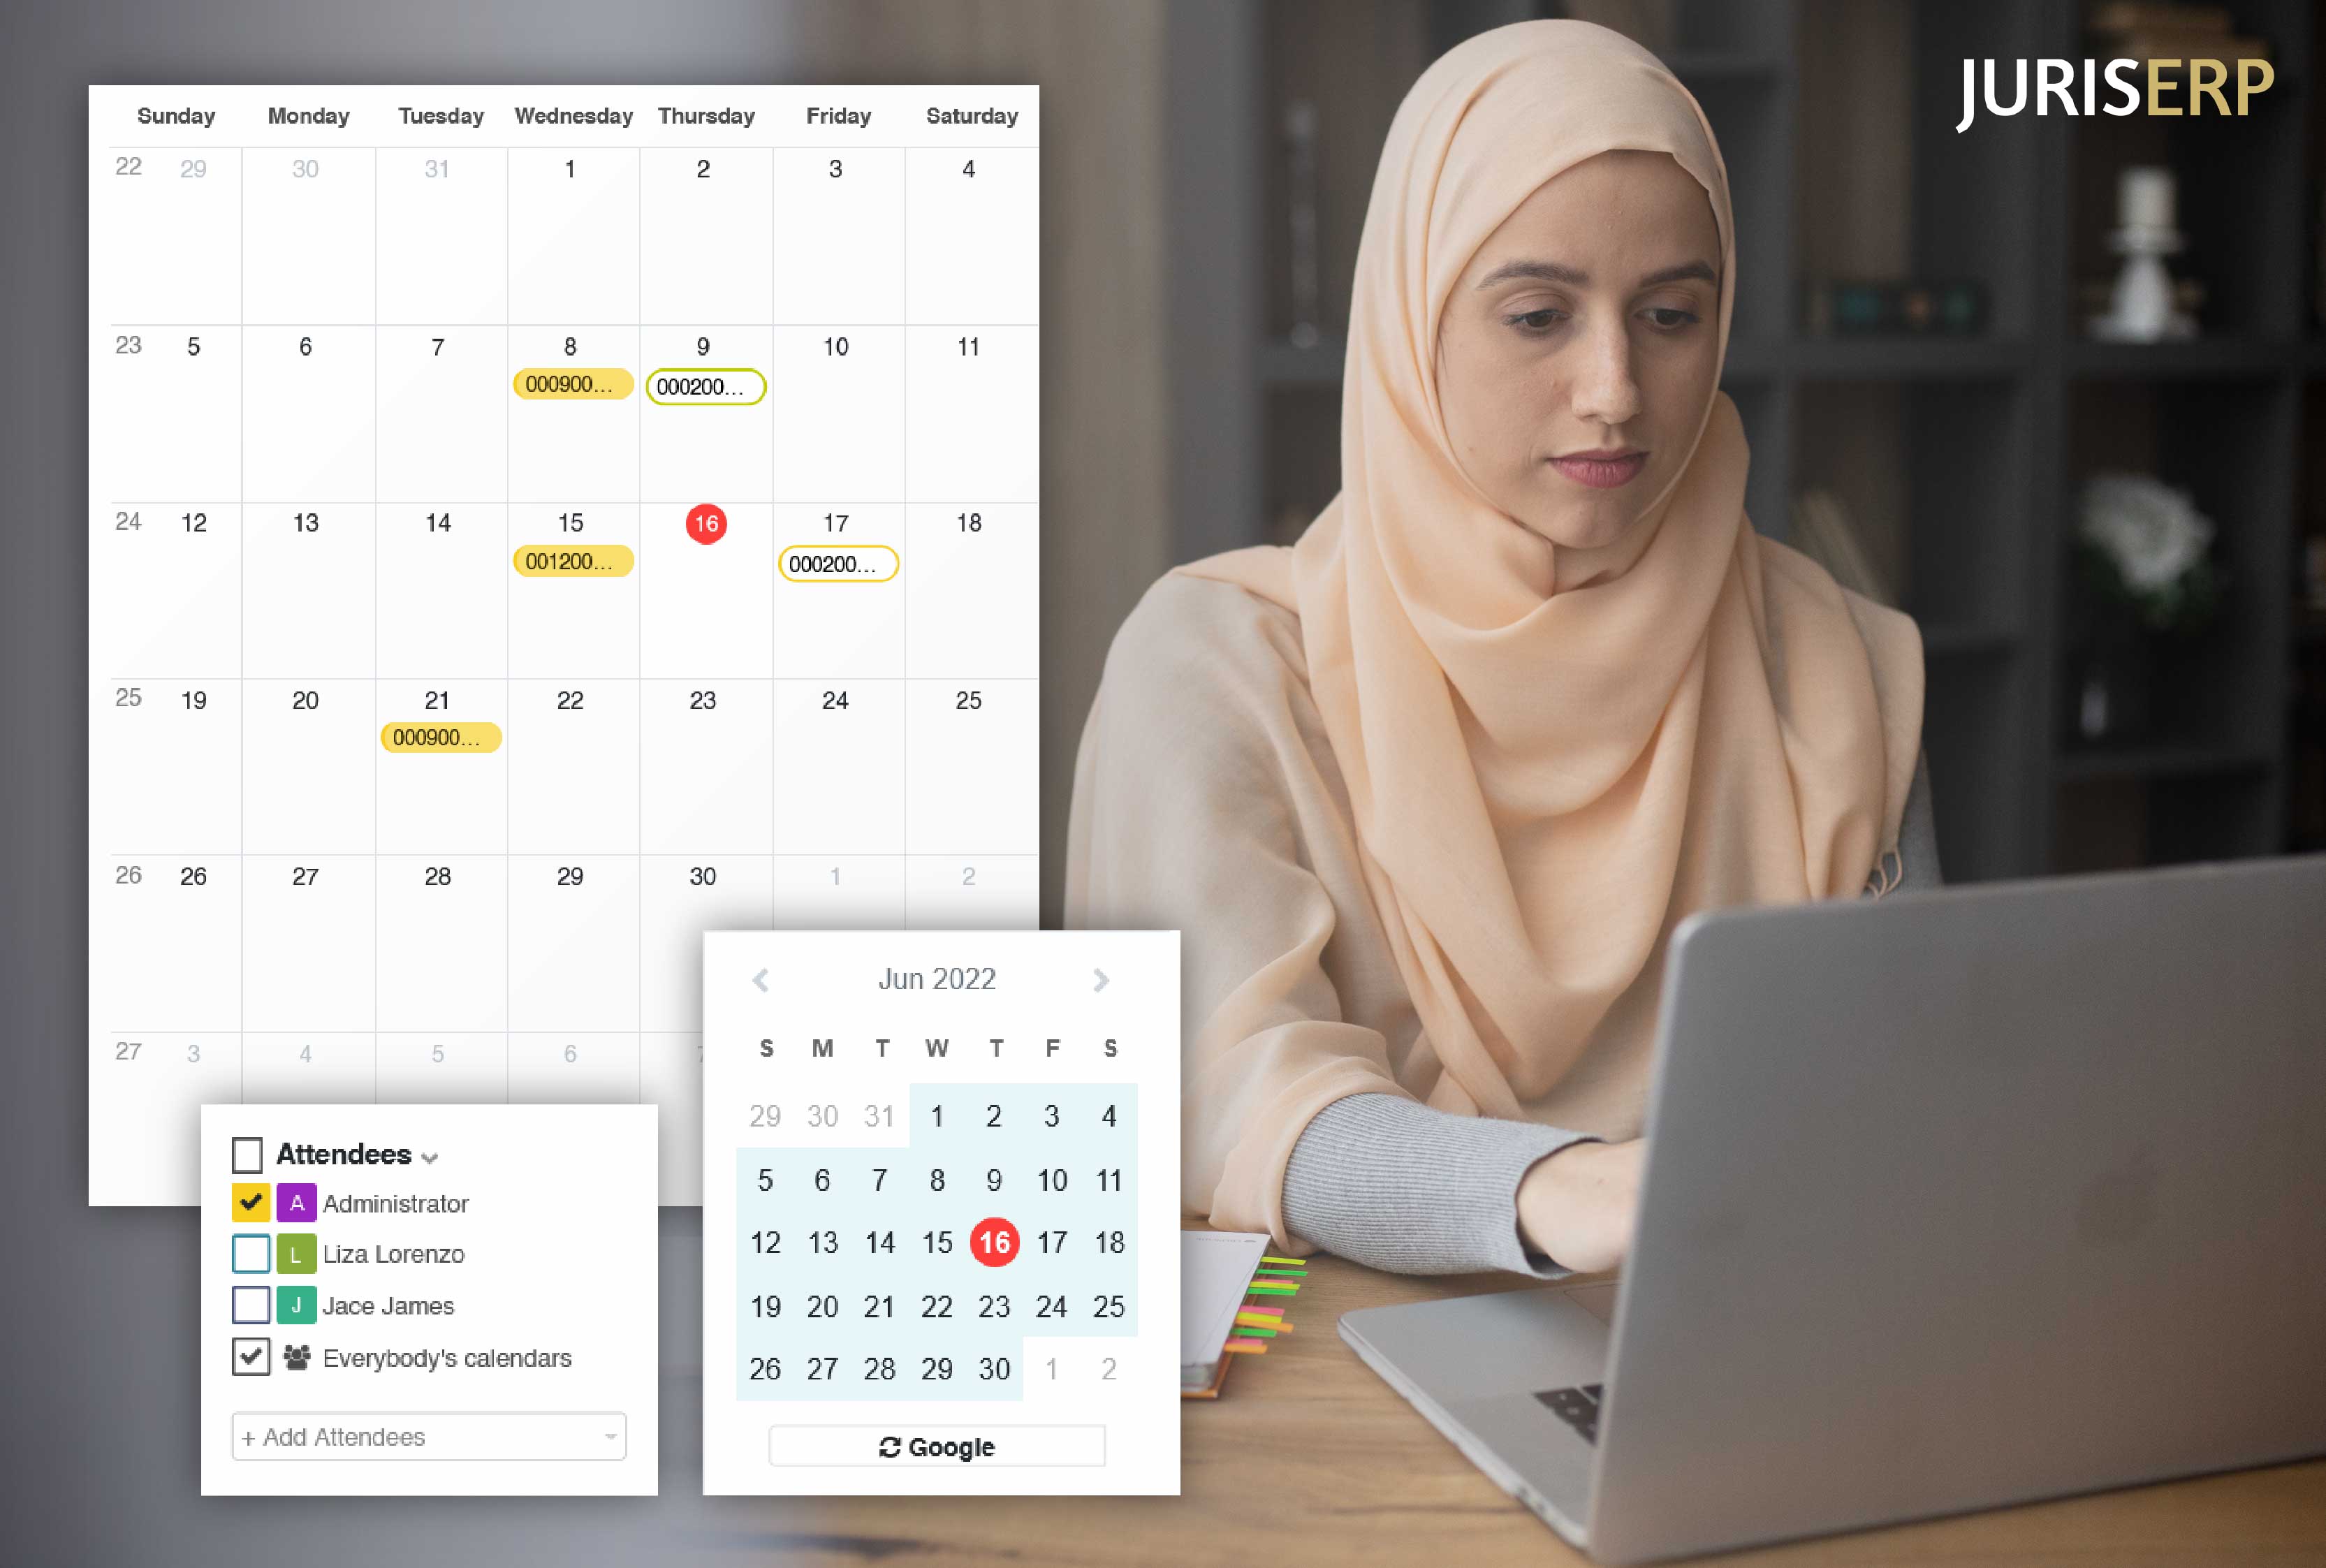 JURISERP
Sunday Monday Tuesday Wednesday Thursday Friday Saturday
22 29 30 31 1 2 3 4
23 5 6 7 8 9 10 11
000900... 000200...
24 12 13 14 15 16 17 18
001200... 000200...
25 19 20 21 22 23 24 25
000900...
26 26 27 28 29 30 1 2
27 3 4 5 6
Attendees
A Administrator
L Liza Lorenzo
J Jace James
Everybody's calendars
+ Add Attendees
Jun 2022
S M T W T F S
29 30 31 1 2 3 4
5 6 7 8 9 10 11
12 13 14 15 16 17 18
19 20 21 22 23 24 25
26 27 28 29 30 1 2
Google